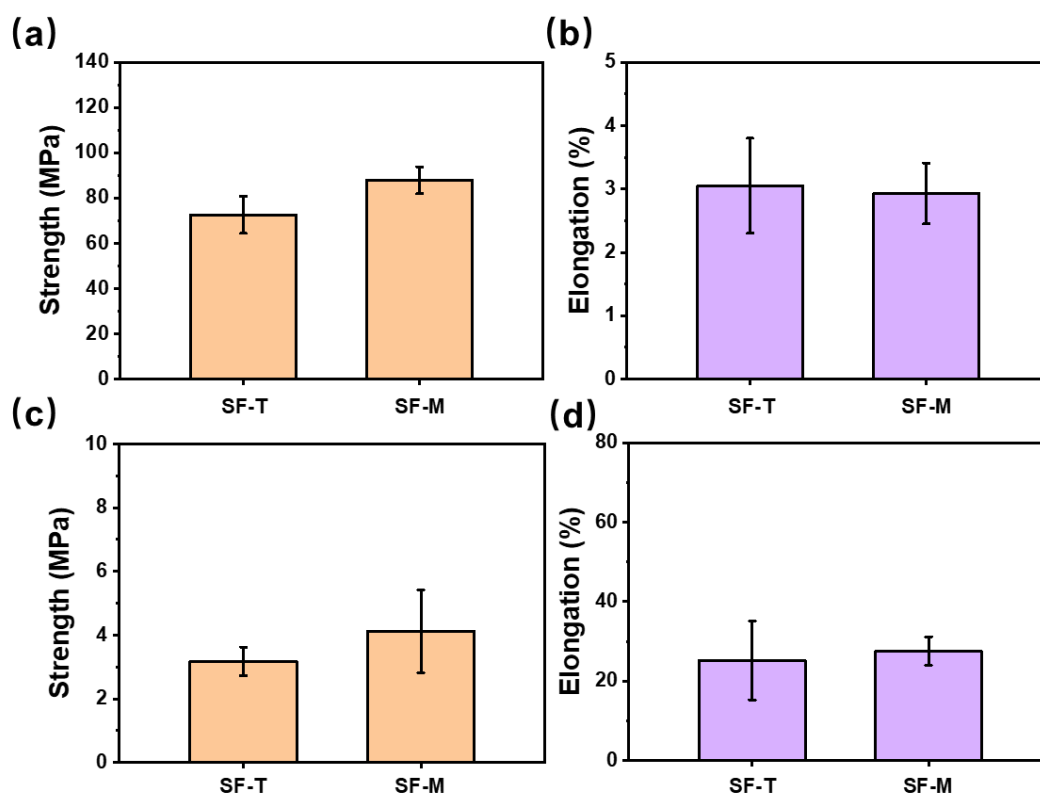 (a)
140
120
100
80
60
40
20
0
Strength (MPa)
SF-T
SF-M
(b)
5
4
3
2
1
0
Elongation (%)
SF-T
SF-M
(c)
10
8
6
4
2
0
Strength (MPa)
SF-T
SF-M
(d)
80
60
40
20
0
Elongation (%)
SF-T
SF-M